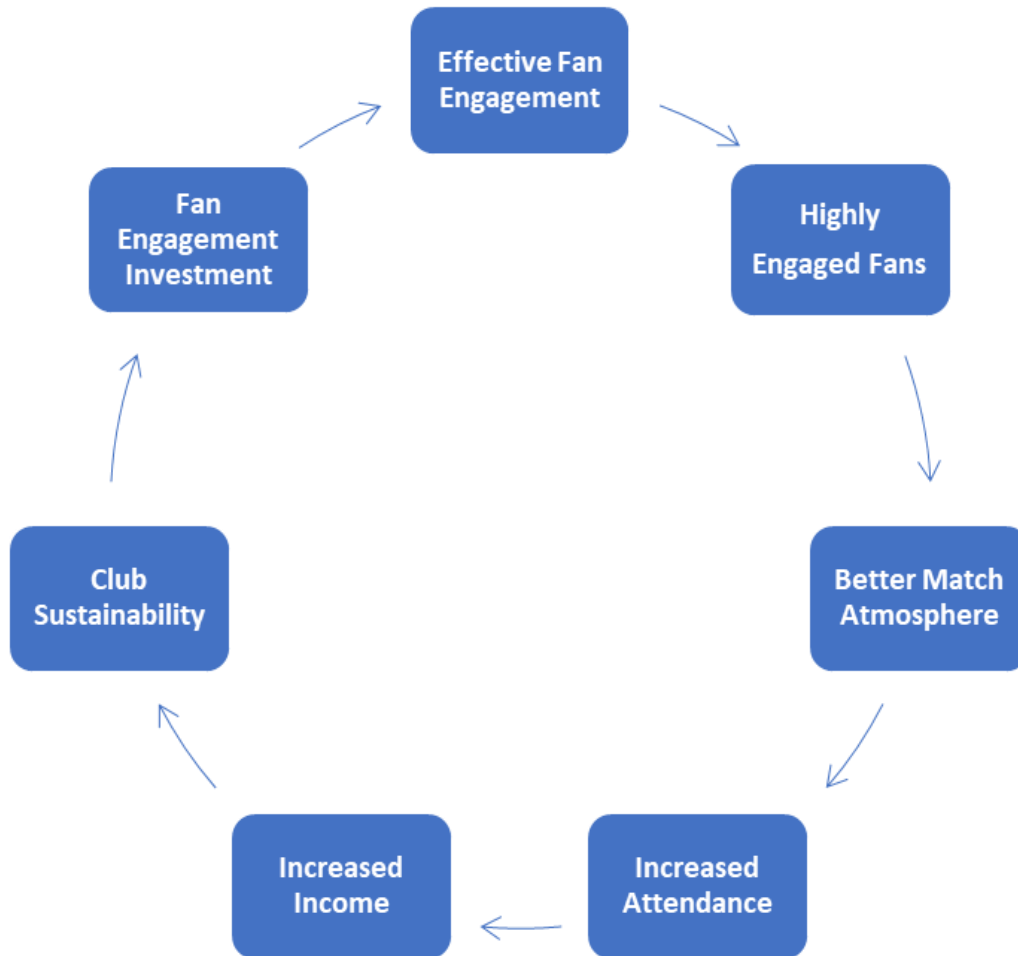 Effective Fan
Engagement
Highly
Engaged Fans
Better Match
Atmosphere
Increased
Attendance
Increased
Income
Club
Sustainability
Fan
Engagement
Investment